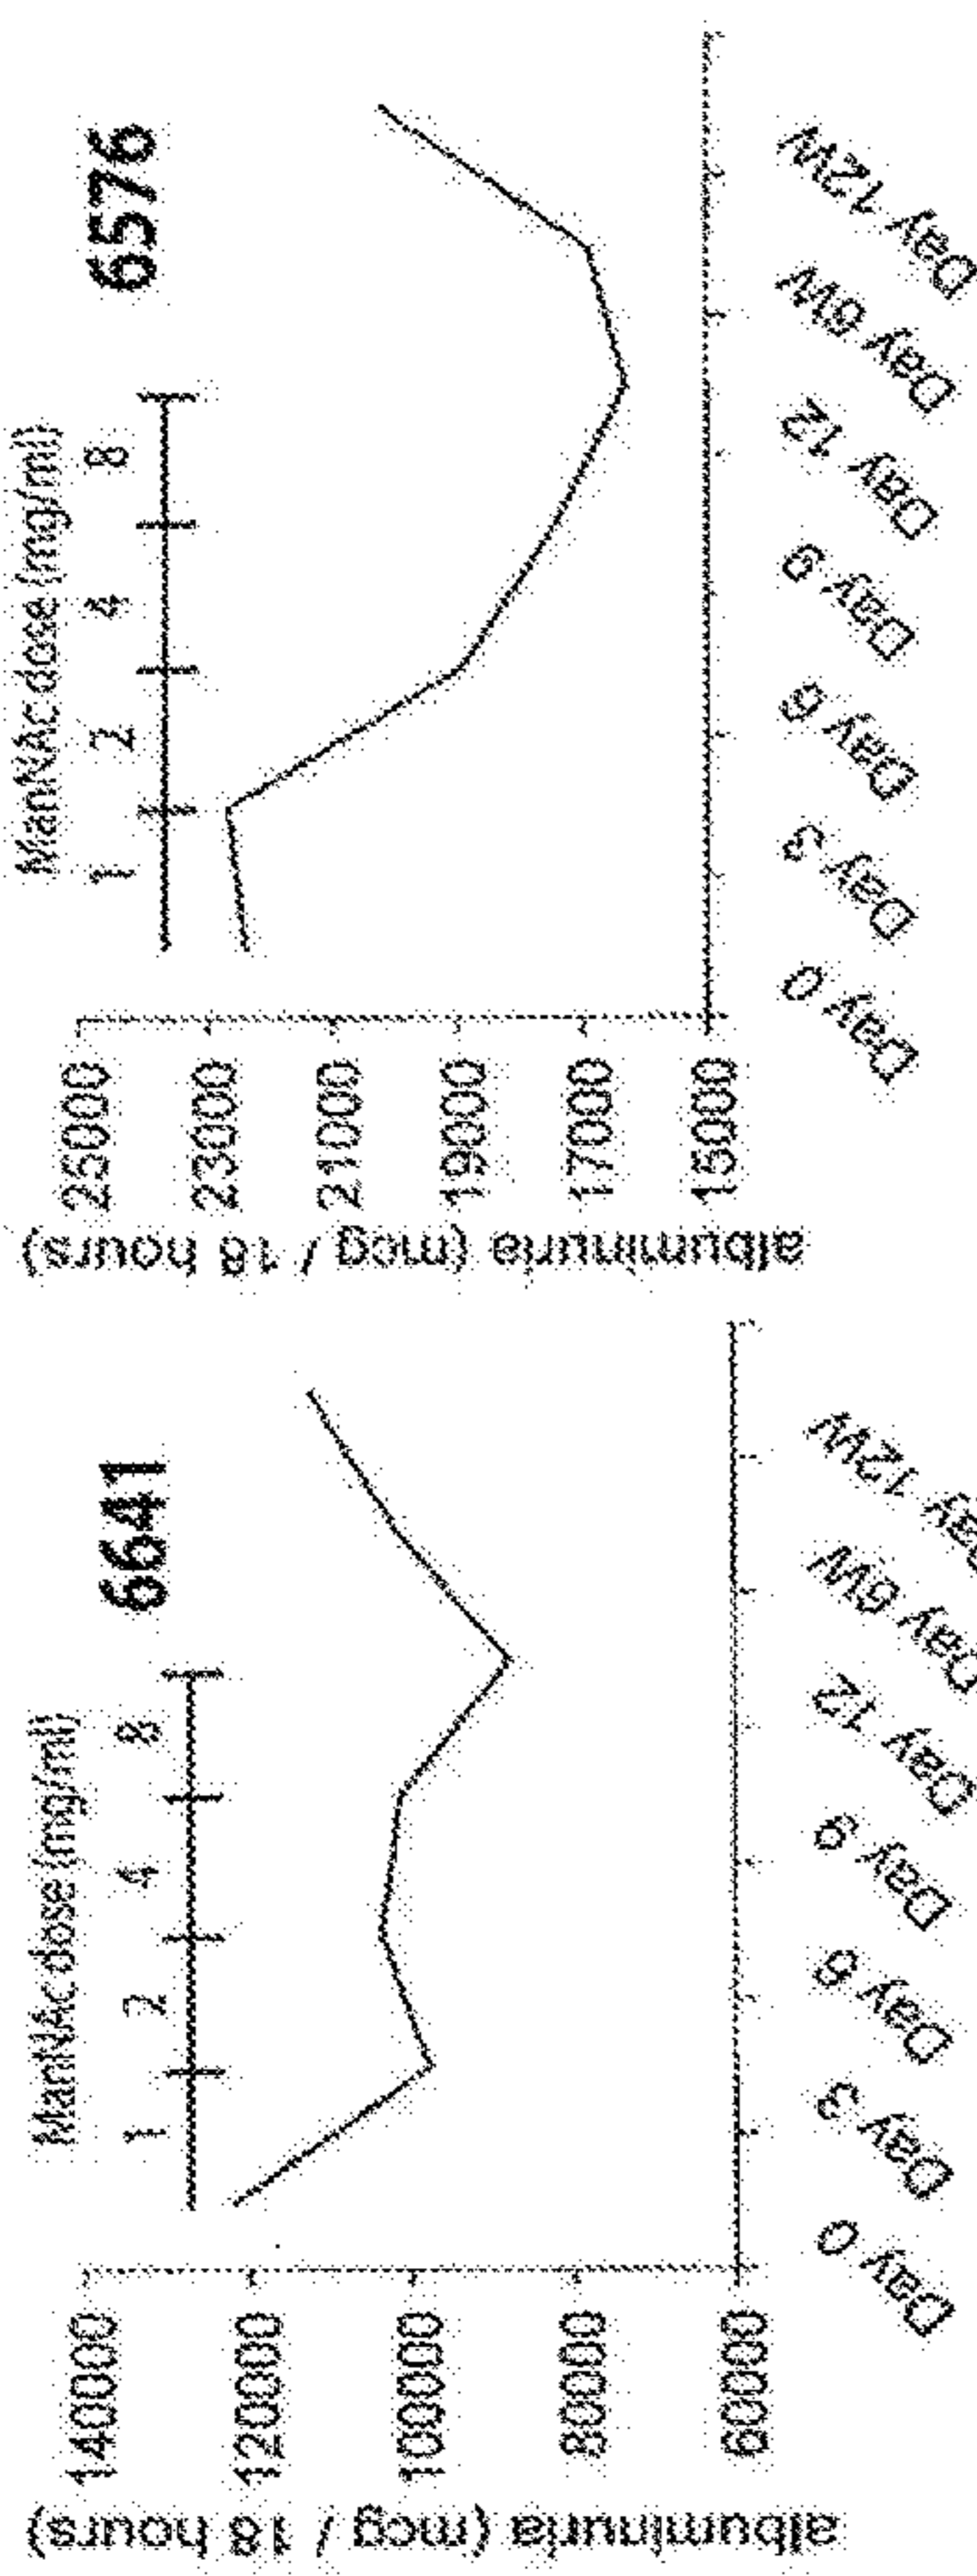 ManNAc dose (mg/ml)
1 2 4 8
6641
albuminuria (mcg / 18 hours)
140000
120000
100000
80000
60000
Day 0
Day 3
Day 6
Day 9
Day 12
Day 6W
Day 12W
ManNAc dose (mg/ml)
1 2 4 8
6576
albuminuria (mcg / 18 hours)
25000
23000
21000
19000
17000
15000
Day 0
Day 3
Day 6
Day 9
Day 12
Day 6W
Day 12W